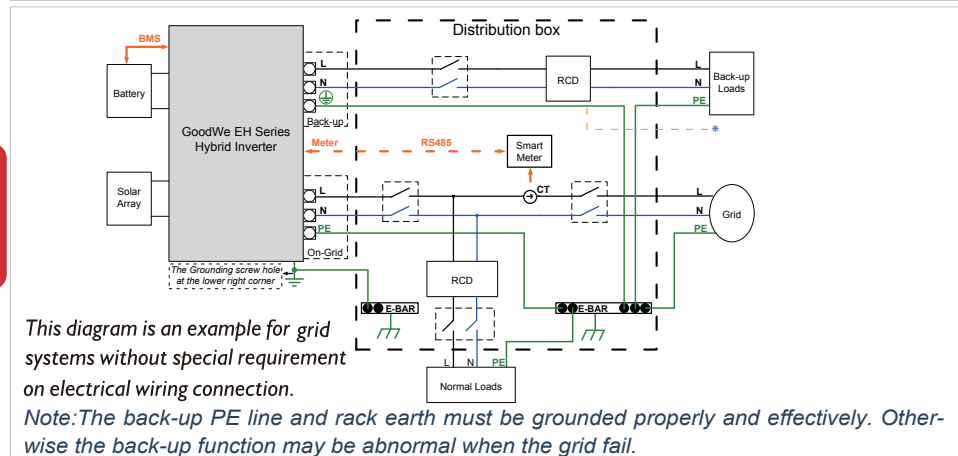 Distribution box
BMS
Battery
GoodWe EH Series
Hybrid Inverter
L
N
Back-up
RCD
L
N
PE
Back-up
Loads
*
Meter
RS485
Smart
Meter
Solar
Array
L
N
PE
On-Grid
CT
L
N
PE
Grid
The Grounding screw hole
at the lower right corner
RCD
E-BAR
E-BAR
L N PE
Normal Loads
This diagram is an example for grid
systems without special requirement
on electrical wiring connection.
Note:The back-up PE line and rack earth must be grounded properly and effectively. Other-
wise the back-up function may be abnormal when the grid fail.